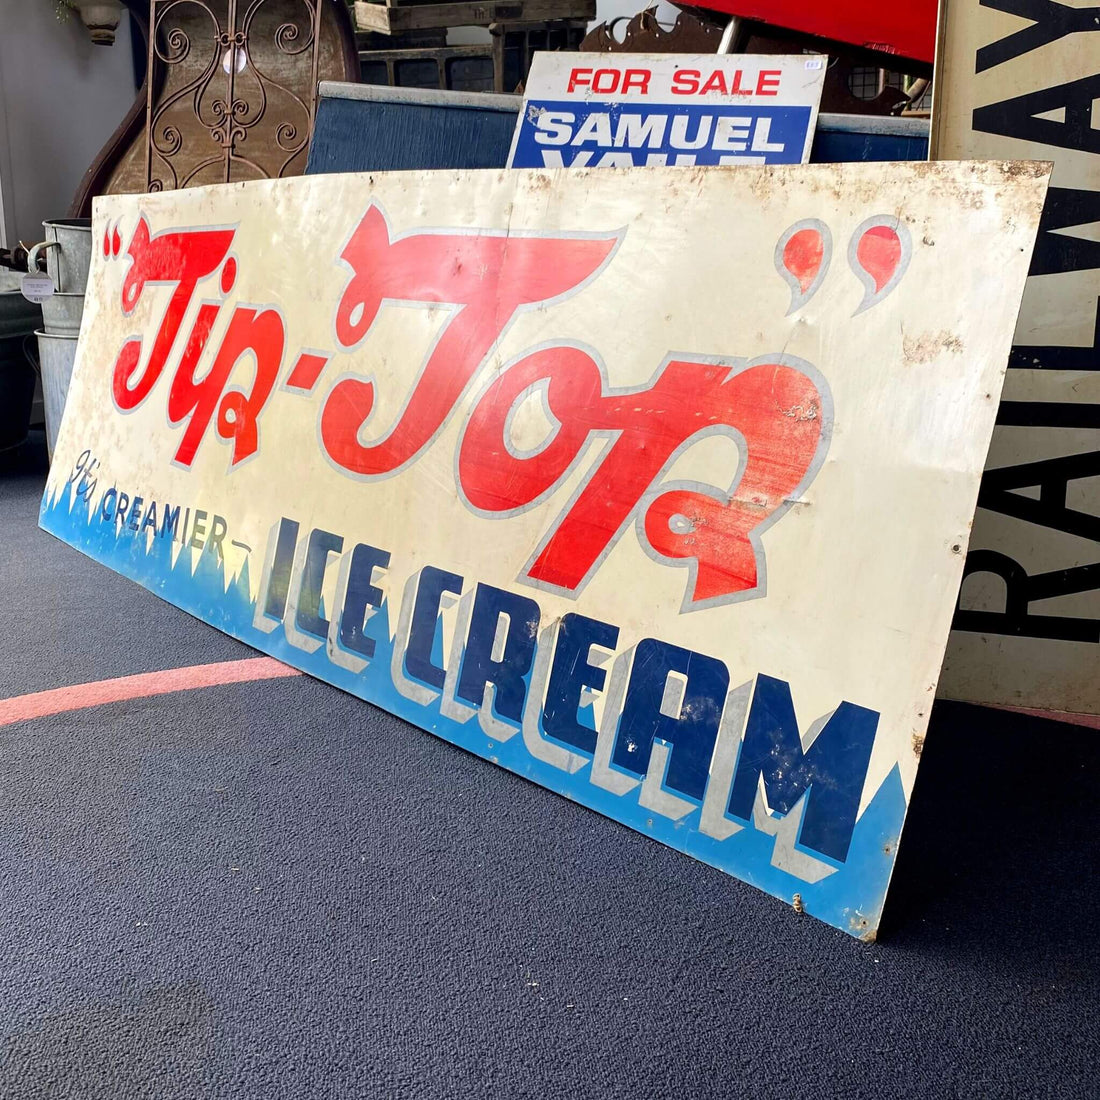 FOR SALE
SAMUEL
"Tip-Top"
It's CREAMIER—
ICE CREAM
RAILWAY